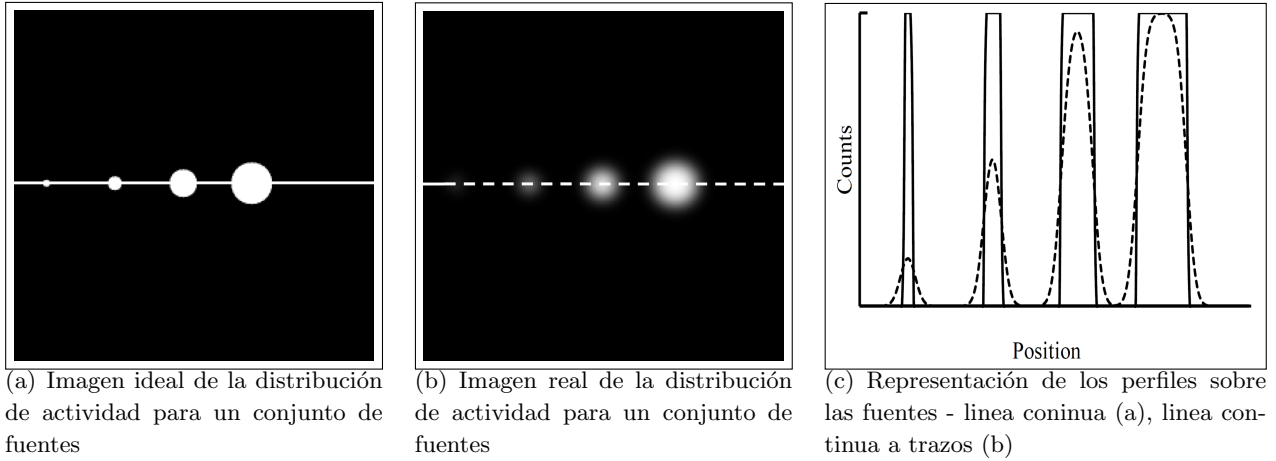 Counts
Position
(a) Imagen ideal de la distribución
de actividad para un conjunto de
fuentes
(b) Imagen real de la distribución
de actividad para un conjunto de
fuentes
(c) Representación de los perfiles sobre
las fuentes - linea coninua (a), linea con-
tinua a trazos (b)